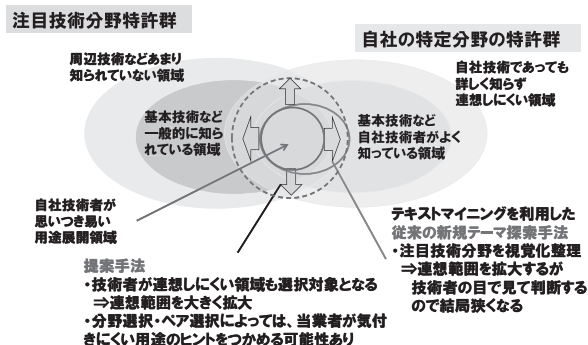 注目技術分野特許群
自社の特定分野の特許群
周辺技術などあまり
知られていない領域
自社技術であっても
詳しく知らず
連想しにくい領域
基本技術など
一般的に知ら
れている領域
基本技術など
自社技術者がよく
知っている領域
自社技術者が
思いつき易い
用途展開領域
テキストマイニングを利用した
従来の新規テーマ探索手法
・注目技術分野を視覚化整理
⇒連想範囲を拡大するが
技術者の目で見て判断する
ので結局狭くなる
提案手法
・技術者が連想しにくい領域も選択対象となる
⇒連想範囲を大きく拡大
・分野選択・ペア選択によっては、当業者が気付
きにくい用途のヒントをつかめる可能性あり